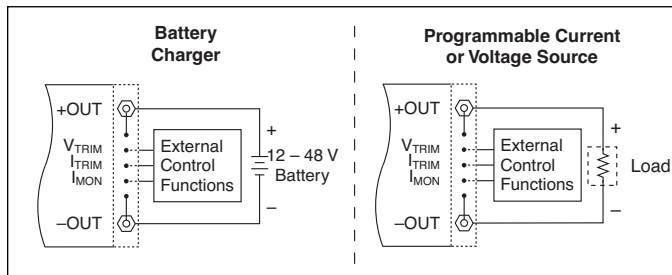 Battery
Charger
+OUT
VTRIM
ITRIM
IMON
–OUT
External
Control
Functions
+
12 – 48 V
Battery
–
Programmable Current
or Voltage Source
+OUT
VTRIM
ITRIM
IMON
–OUT
External
Control
Functions
+
Load
–